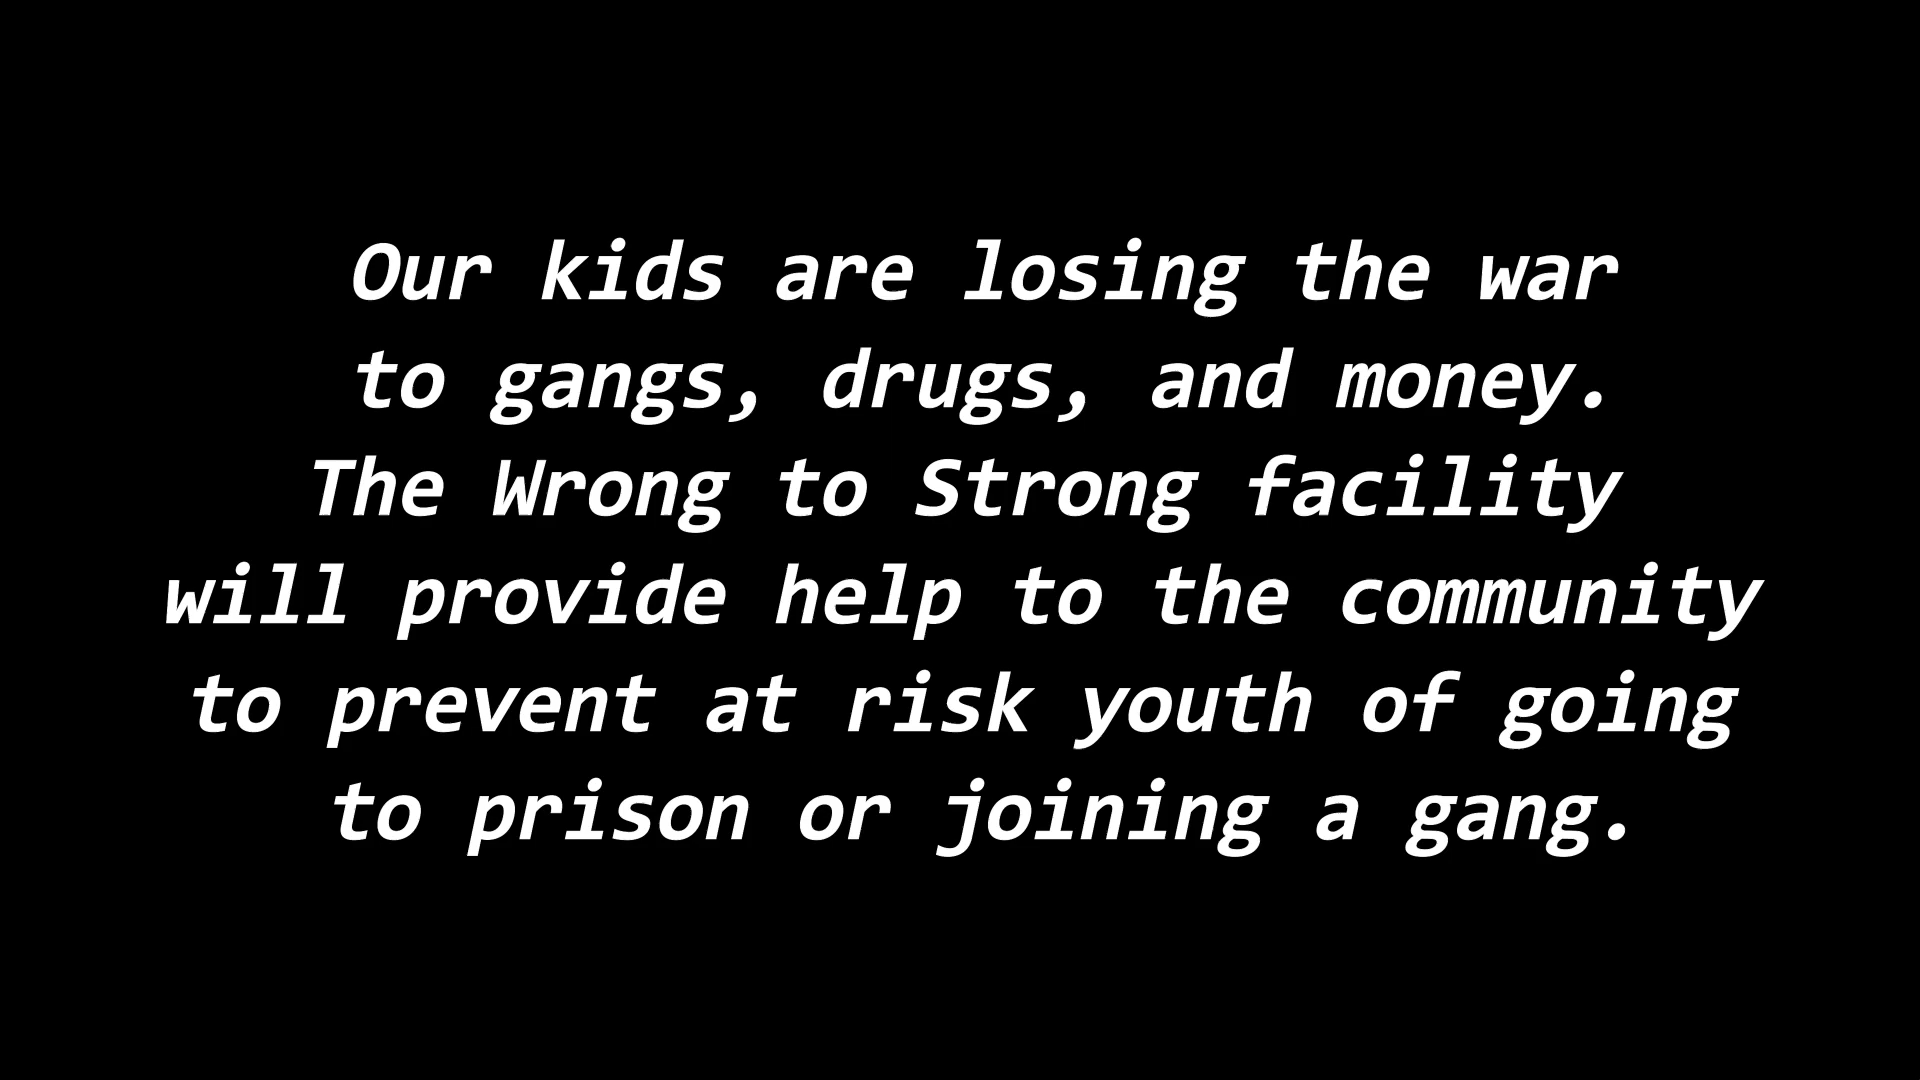 Our kids are losing the war
to gangs, drugs, and money.
The Wrong to Strong facility
will provide help to the community
to prevent at risk youth of going
to prison or joining a gang.